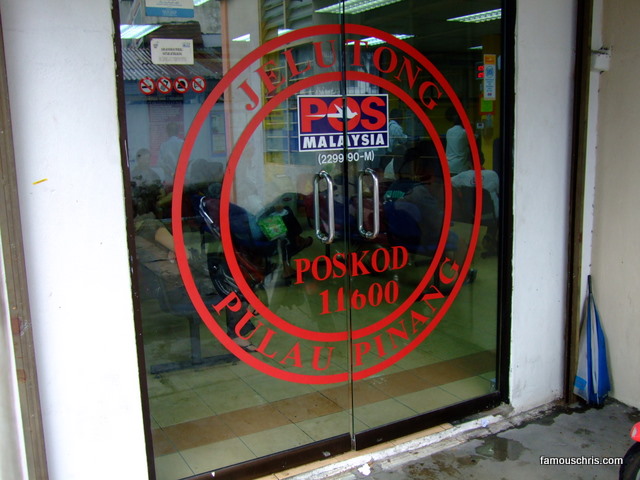 JELUTONG
POS
MALAYSIA
(229990-M)
POSKOD
11600
PULAU PINANG
famouschris.com